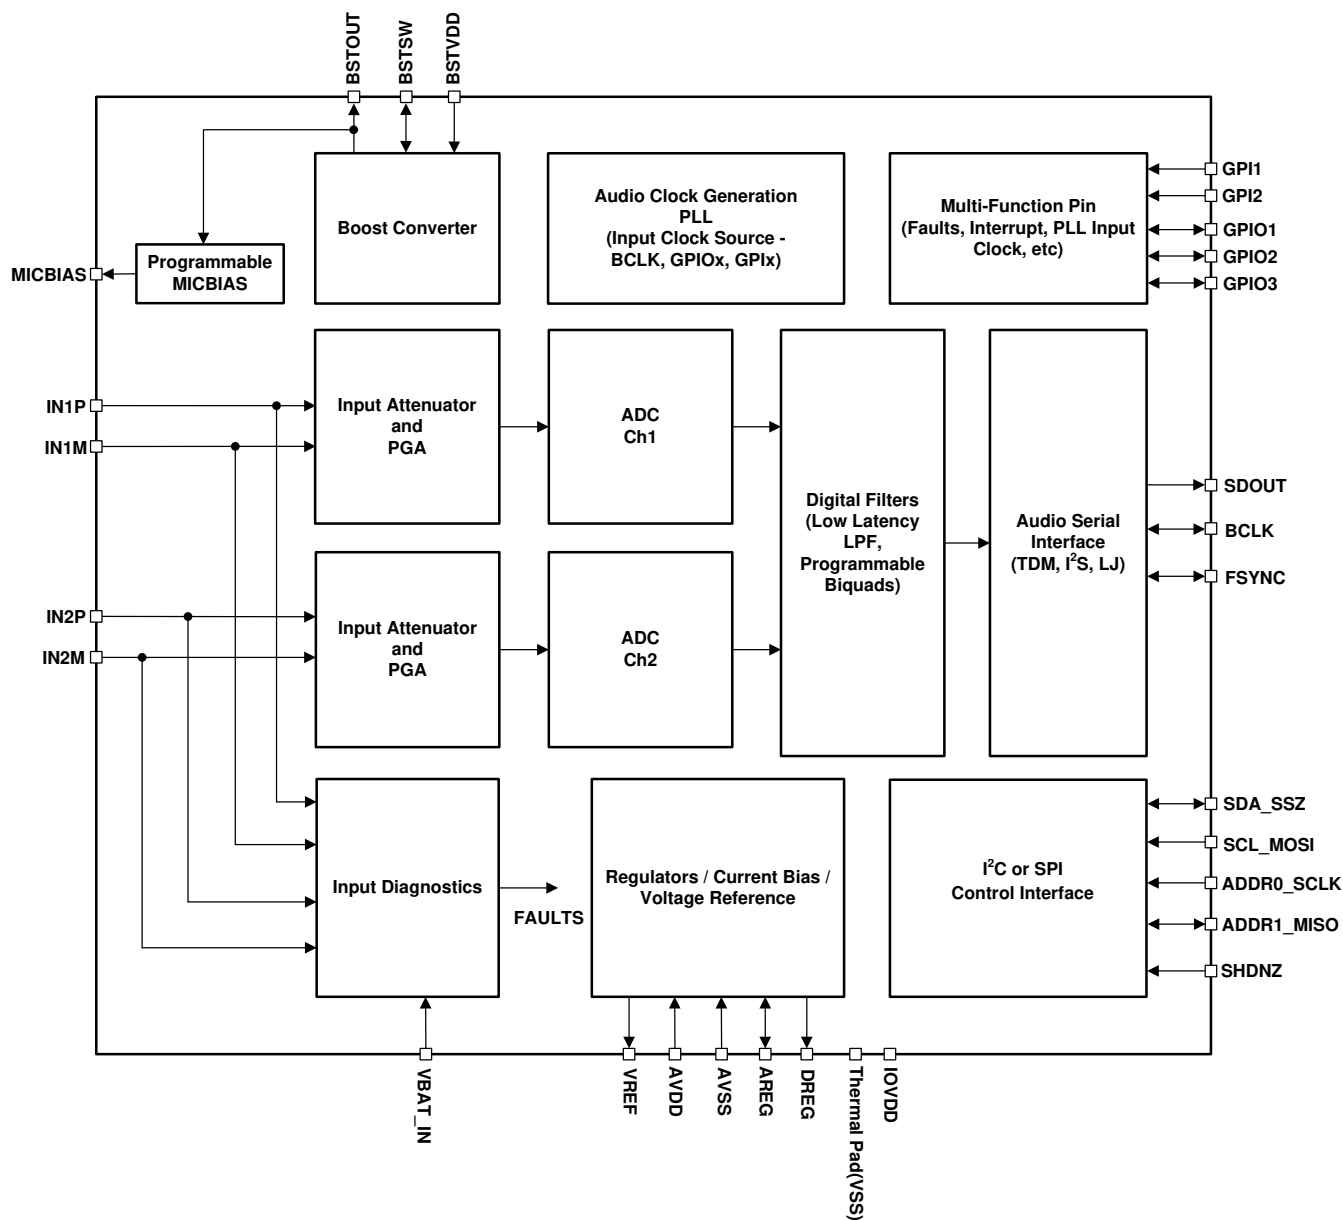 BSTOUT
BSTSW
BSTVDD
Boost Converter
Audio Clock Generation
PLL
(Input Clock Source -
BCLK, GPIOx, GPIx)
Multi-Function Pin
(Faults, Interrupt, PLL Input
Clock, etc)
GPI1
GPI2
GPIO1
GPIO2
GPIO3
MICBIAS
Programmable
MICBIAS
IN1P
IN1M
IN2P
IN2M
Input Attenuator
and
PGA
ADC
Ch1
Input Attenuator
and
PGA
ADC
Ch2
Digital Filters
(Low Latency
LPF,
Programmable
Biquads)
Audio Serial
Interface
(TDM, I²S, LJ)
SDOUT
BCLK
FSYNC
Input Diagnostics
FAULTS
Regulators / Current Bias /
Voltage Reference
I²C or SPI
Control Interface
SDA_SSZ
SCL_MOSI
ADDR0_SCLK
ADDR1_MISO
SHDNZ
VBAT_IN
VREF
AVDD
AVSS
AREG
DREG
Thermal Pad(VSS)
IOVDD